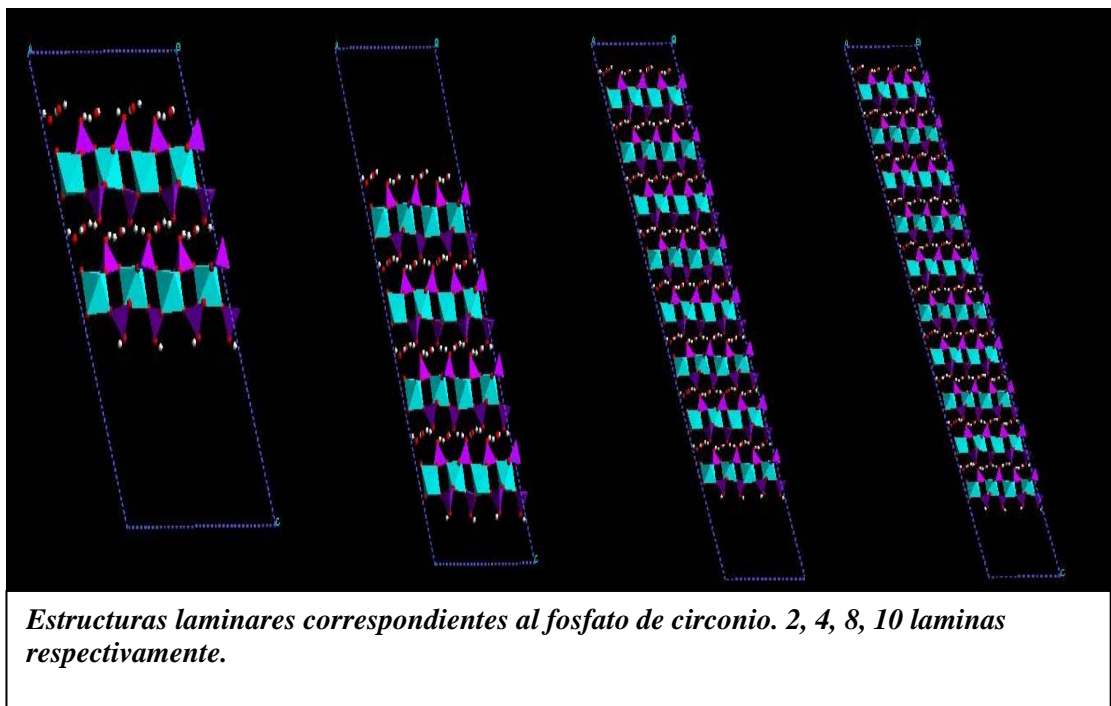 A B
C
A B
C
A B
A B
C
Estructuras laminares correspondientes al fosfato de circonio. 2, 4, 8, 10 laminas
respectivamente.